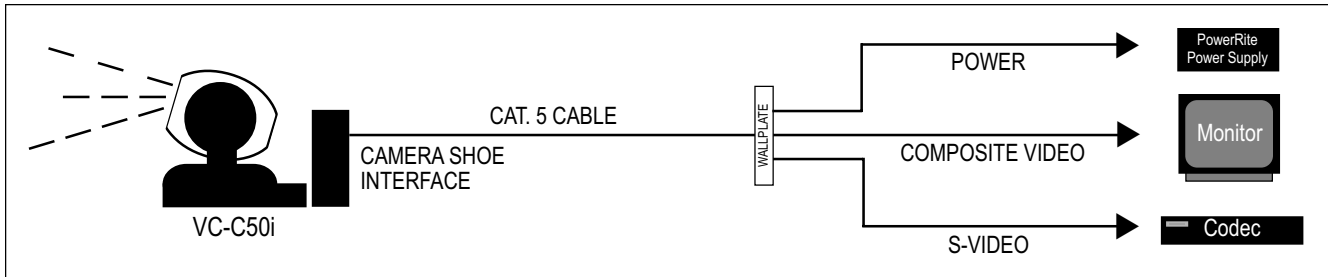 VC-C50i
CAMERA SHOE
INTERFACE
CAT. 5 CABLE
WALLPLATE
POWER
PowerRite
Power Supply
COMPOSITE VIDEO
Monitor
S-VIDEO
Codec